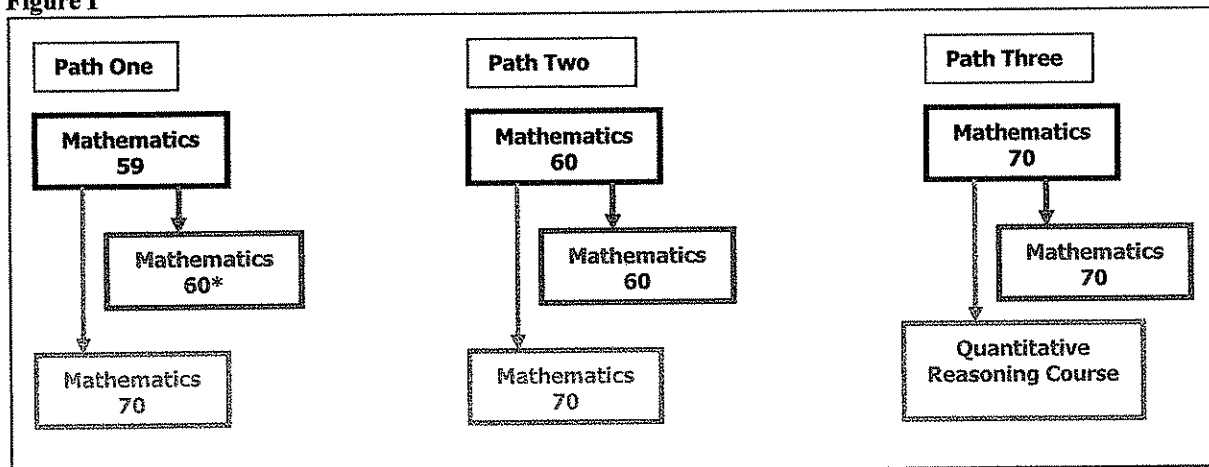 Figure 1
Path One
Path Two
Path Three
Mathematics
59
Mathematics
60
Mathematics
70
Mathematics
60*
Mathematics
60
Mathematics
70
Mathematics
70
Mathematics
70
Quantitative
Reasoning Course